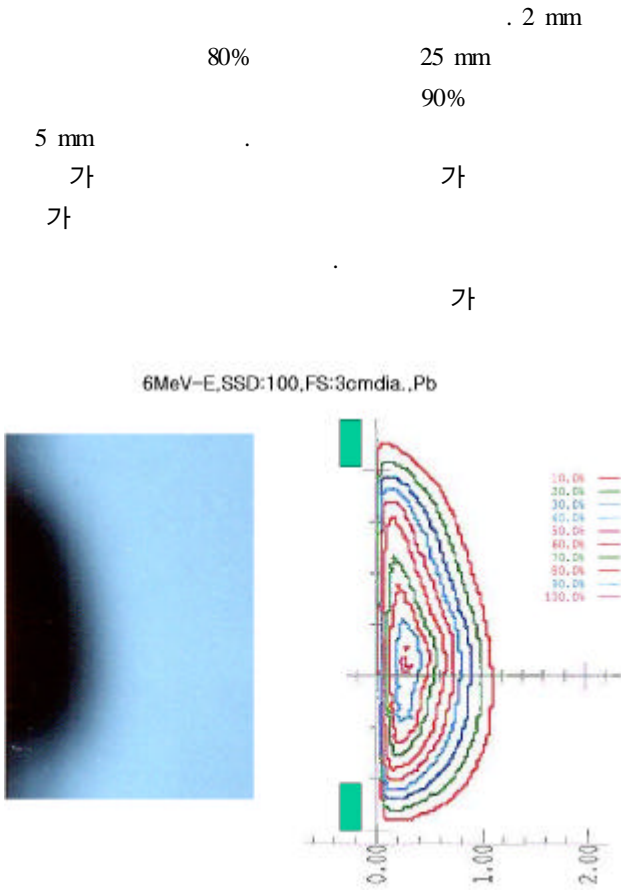 . 2 mm
80% 25 mm
90%
5 mm .
가 가
가
.
가
6MeV-E,SSD:100,FS:3cmdia.,Pb
10.0%
20.0%
30.0%
40.0%
50.0%
60.0%
70.0%
80.0%
90.0%
100.0%
0.00 1.00 2.00